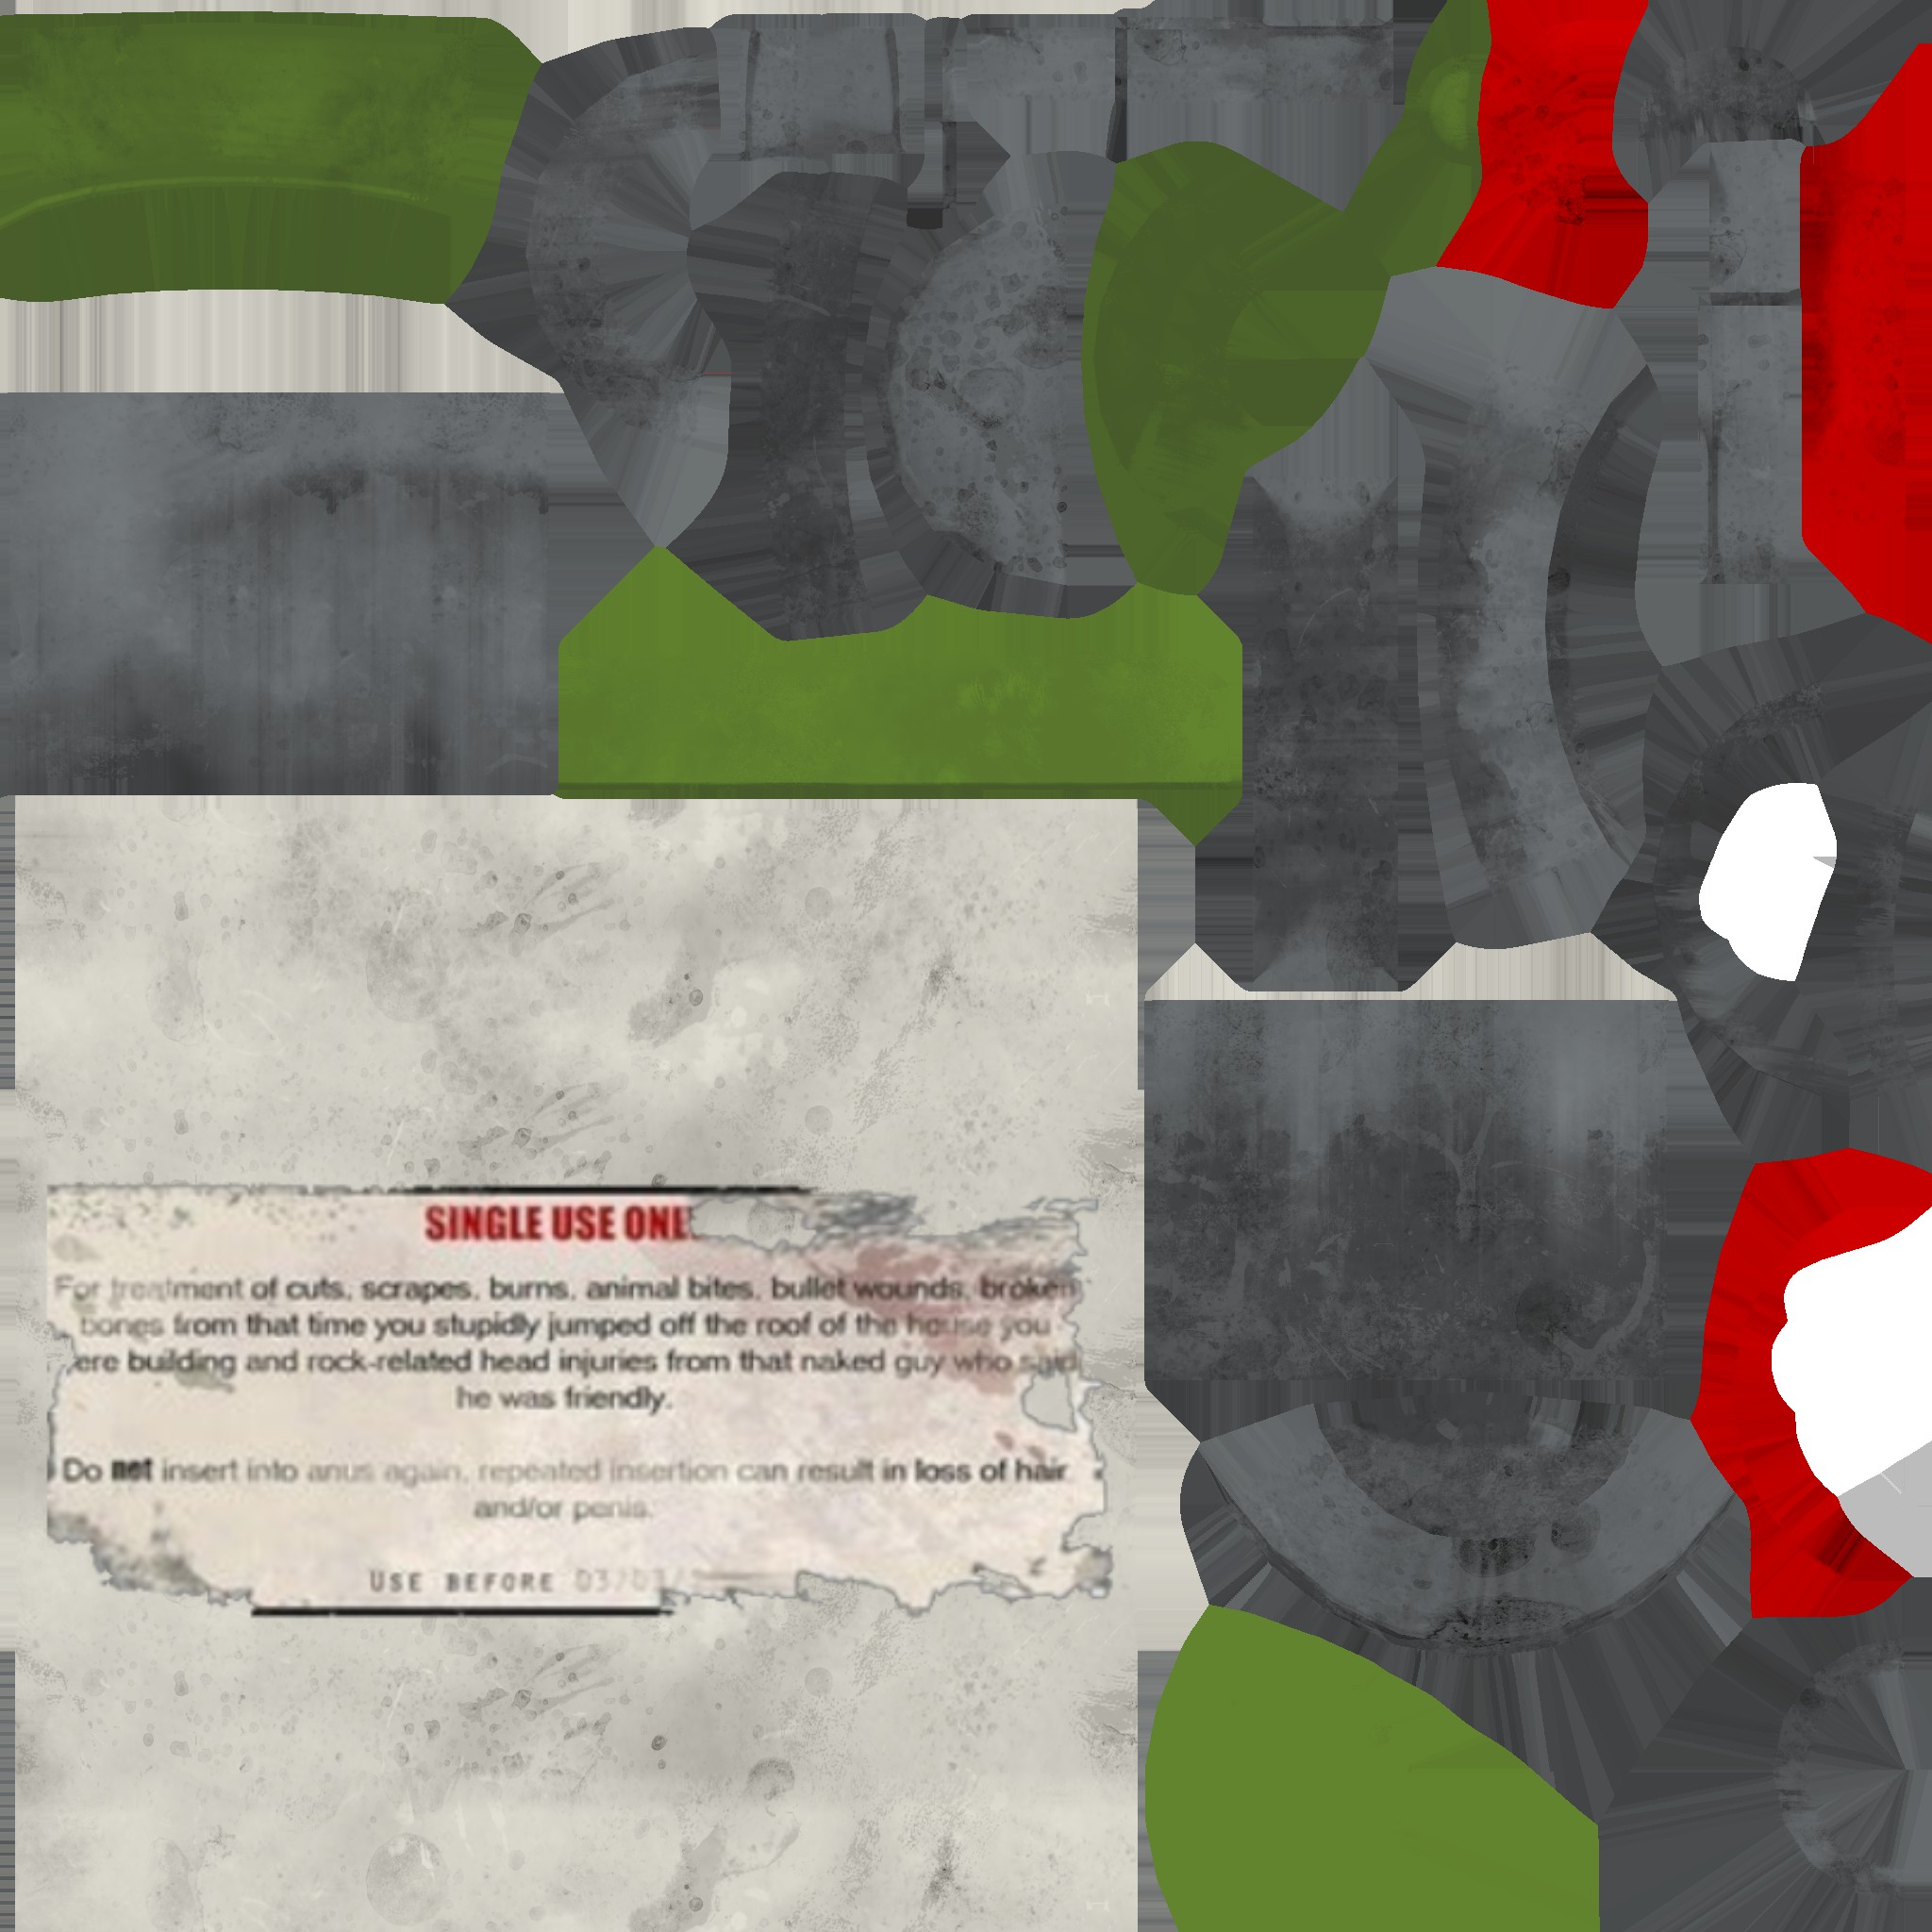 SINGLE USE ONL
For treatment of cuts, scrapes, burns, animal bites, bullet wounds, broken
bones from that time you stupidly jumped off the roof of the house you
ere building and rock-related head injuries from that naked guy who said
he was friendly.
Do not insert into anus again, repeated insertion can result in loss of hair
and/or penis.
USE BEFORE 03/03/